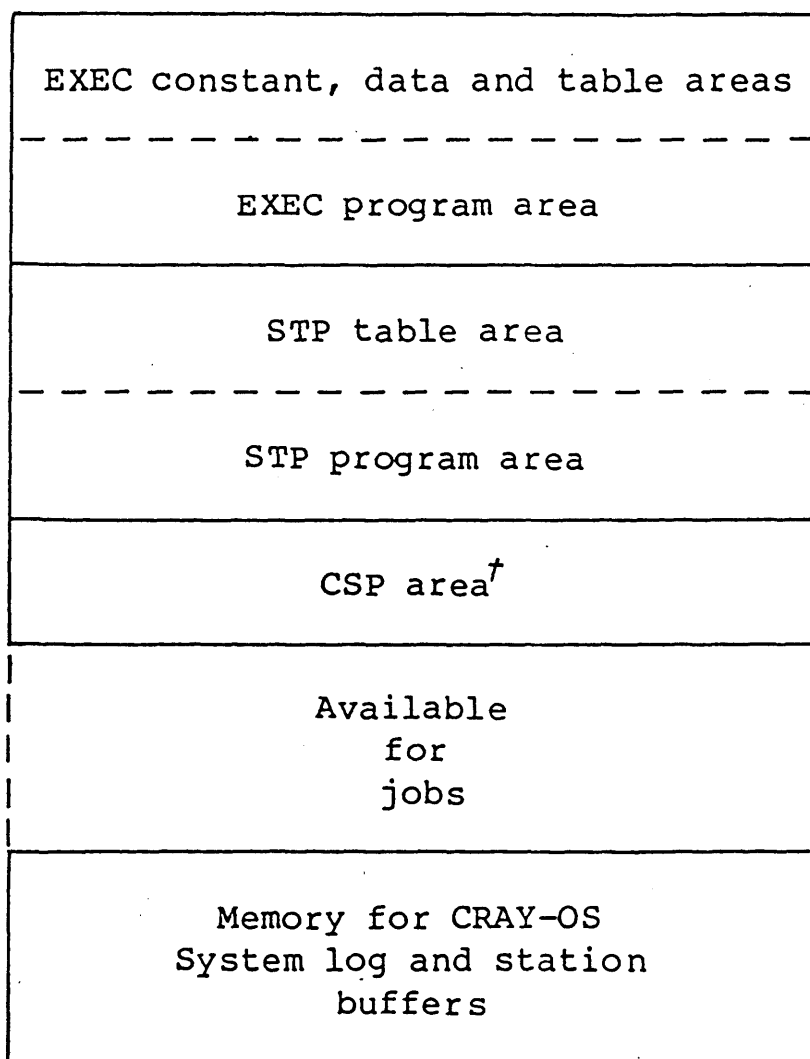 EXEC constant, data and table areas
EXEC program area
STP table area
STP program area
CSP area†
Available
for
jobs
Memory for CRAY-OS
System log and station
buffers